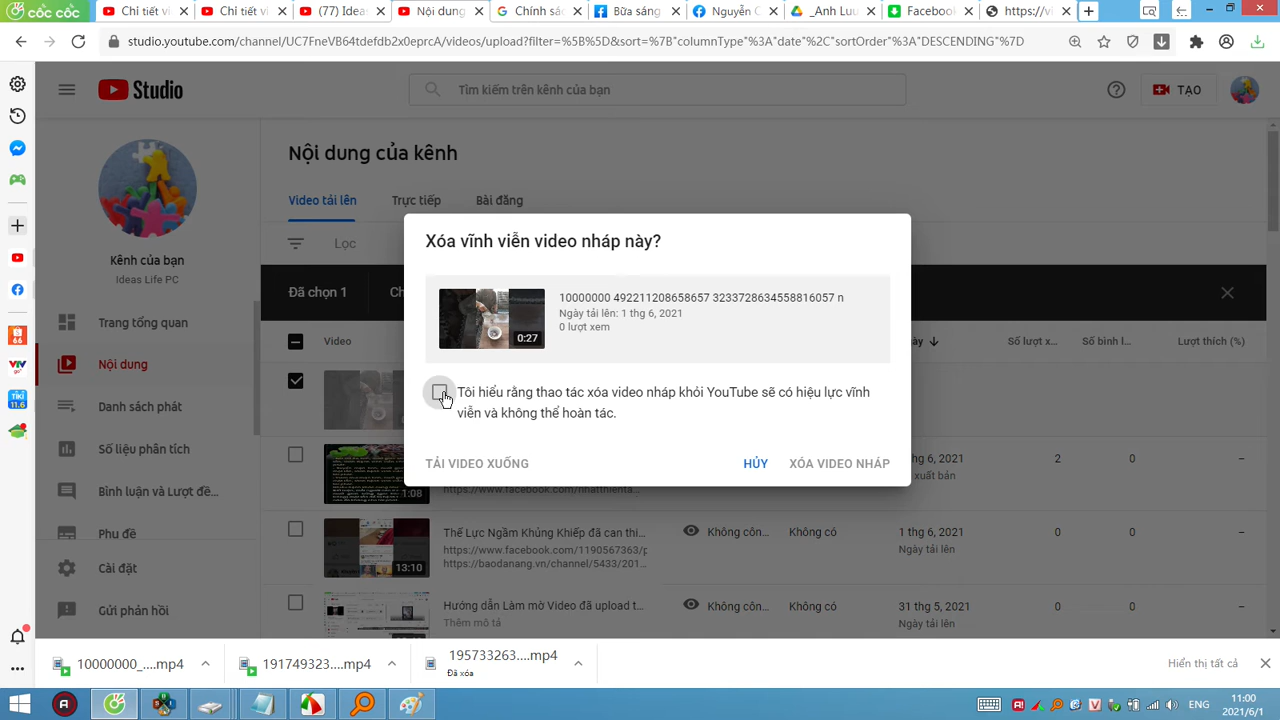 cốc cốc
Chi tiết vi
Chi tiết vi
(77) Ideas
Nội dung
Chính sác
Bữa sáng
Nguyễn C
_Anh Luu
Facebook
https://vi
studio.youtube.com/channel/UC7FneVB64tdefdb2x0eprcA/videos/upload?filter=%5B%5D&sort=%7B"columnType"%3A"date"%2C"sortOrder"%3A"DESCENDING"%7D
Studio
Tìm kiếm trên kênh của bạn
TẠO
Kênh của bạn
Ideas Life PC
Trang tổng quan
Nội dung
Danh sách phát
Số liệu phân tích
Bình luận và Lượt đề...
Phụ đề
Cài đặt
Gửi phản hồi
Nội dung của kênh
Video tải lên
Trực tiếp
Bài đăng
Lọc
Đã chọn 1
Ch
Video
ày
Số lượt x...
Số bình l...
Lượt thích (%)
Xóa vĩnh viễn video nháp này?
10000000 492211208658657 3233728634558816057 n
Ngày tải lên: 1 thg 6, 2021
0 lượt xem
0:27
Tôi hiểu rằng thao tác xóa video nháp khỏi YouTube sẽ có hiệu lực vĩnh
viễn và không thể hoàn tác.
TẢI VIDEO XUỐNG
HỦY
XÓA VIDEO NHÁP
1:08
6, 2021
xuất bản
2
0
–
Thế Lực Ngầm Khủng Khiếp đã can thi...
https://www.facebook.com/1190567363/p
https://baodanang.vn/channel/5433/201...
13:10
Không côn...
Không có
1 thg 6, 2021
Ngày tải lên
0
0
–
Hướng dẫn Làm mờ Video đã upload t...
Thêm mô tả
Không côn...
Không có
31 thg 5, 2021
Ngày tải lên
0
0
–
10000000_....mp4
191749323....mp4
195733263....mp4
Đã xóa
Hiển thị tất cả
ENG
11:00
2021/6/1